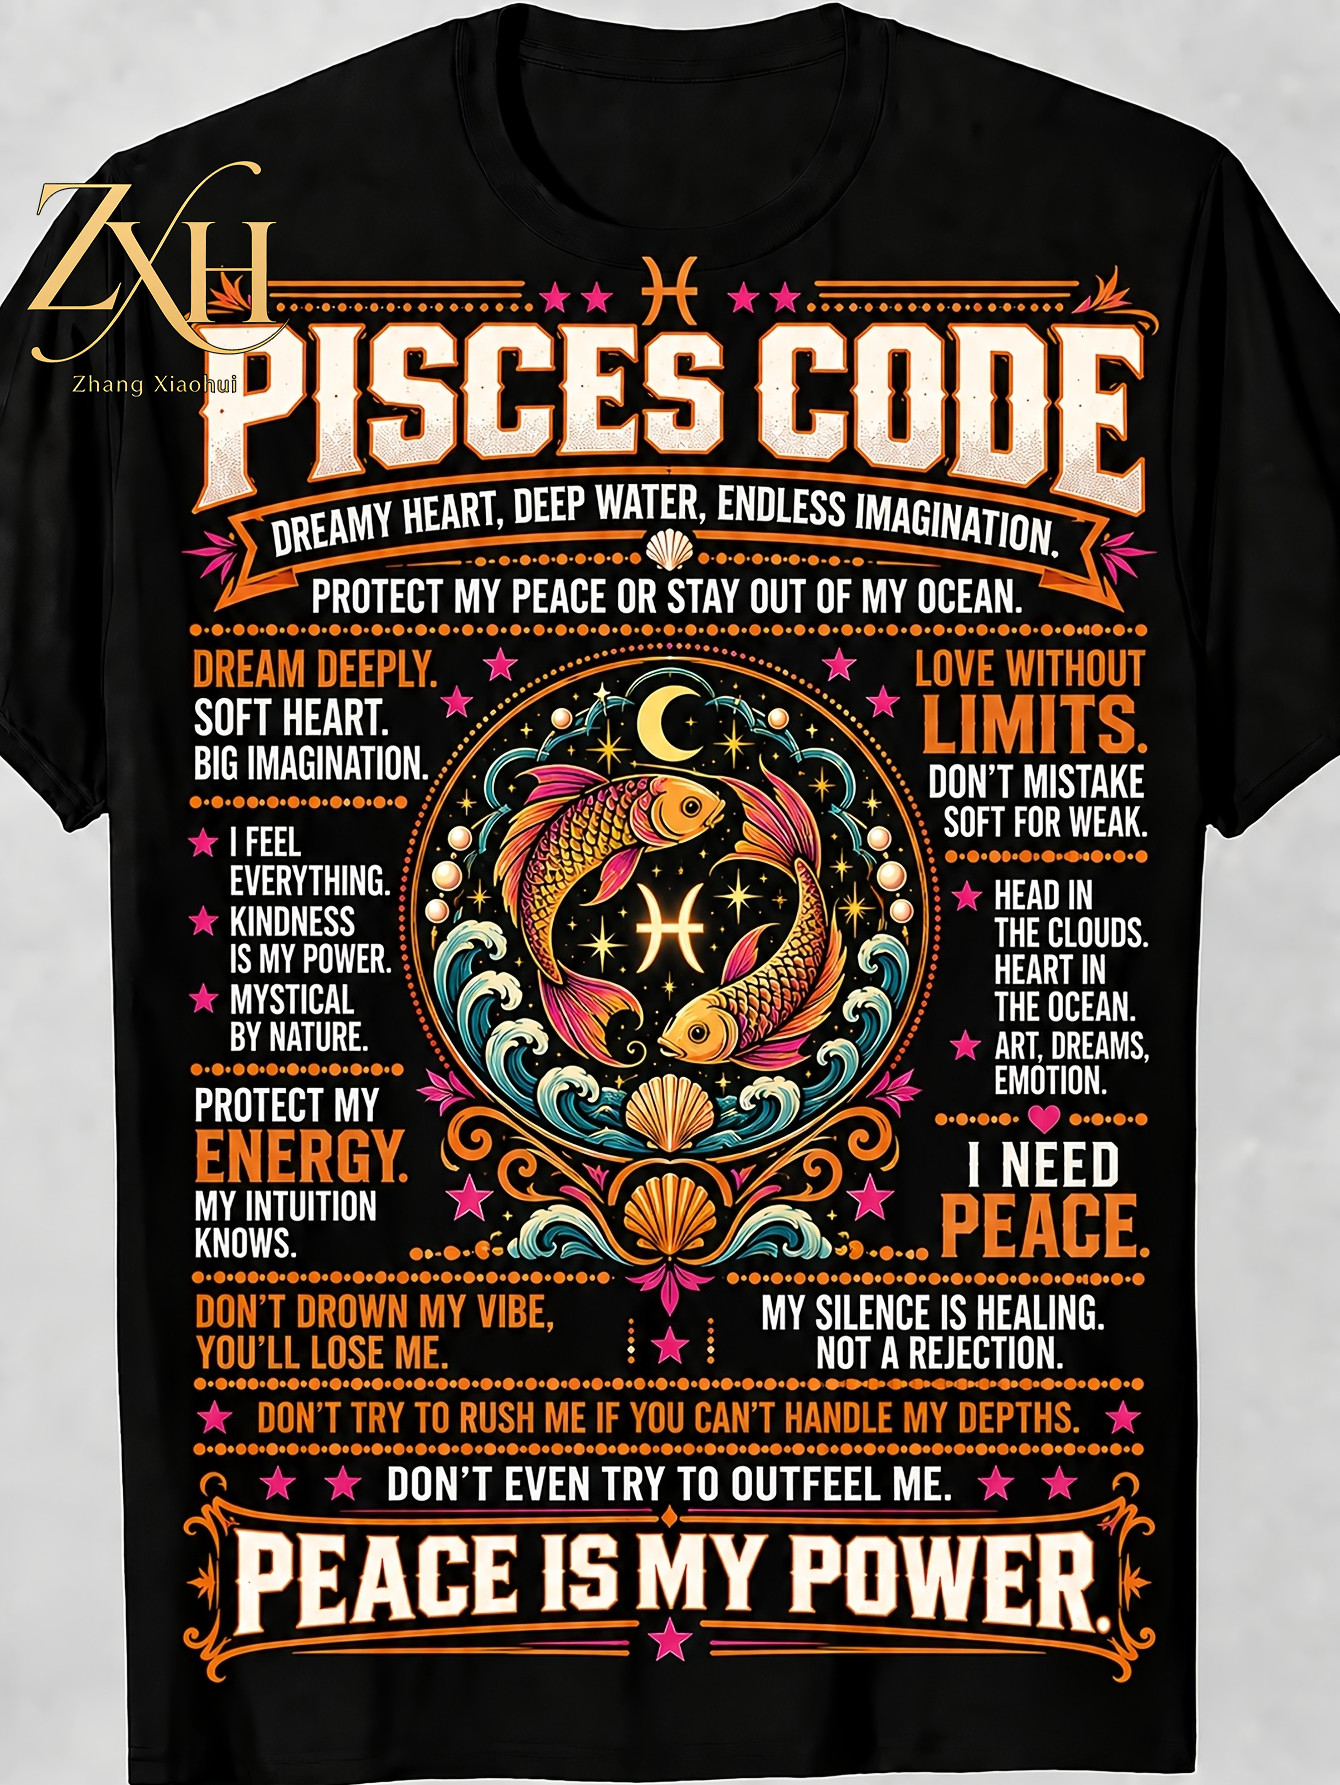 ZXH
Zhang Xiaohui
PISCES CODE
DREAMY HEART, DEEP WATER, ENDLESS IMAGINATION.
PROTECT MY PEACE OR STAY OUT OF MY OCEAN.
DREAM DEEPLY.
SOFT HEART.
BIG IMAGINATION.
I FEEL
EVERYTHING.
KINDNESS
IS MY POWER.
MYSTICAL
BY NATURE.
PROTECT MY
ENERGY.
MY INTUITION
KNOWS.
LOVE WITHOUT
LIMITS.
DON'T MISTAKE
SOFT FOR WEAK.
HEAD IN
THE CLOUDS.
HEART IN
THE OCEAN.
ART, DREAMS,
EMOTION.
I NEED
PEACE.
DON'T DROWN MY VIBE,
YOU'LL LOSE ME.
MY SILENCE IS HEALING.
NOT A REJECTION.
DON'T TRY TO RUSH ME IF YOU CAN'T HANDLE MY DEPTHS.
DON'T EVEN TRY TO OUTFEEL ME.
PEACE IS MY POWER.